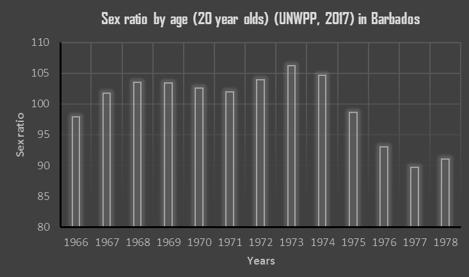 Sex ratio by age (20 year olds) (UNWPP, 2017) in Barbados
110
105
100
95
90
85
80
Sex ratio
1966 1967 1968 1969 1970 1971 1972 1973 1974 1975 1976 1977 1978
Years